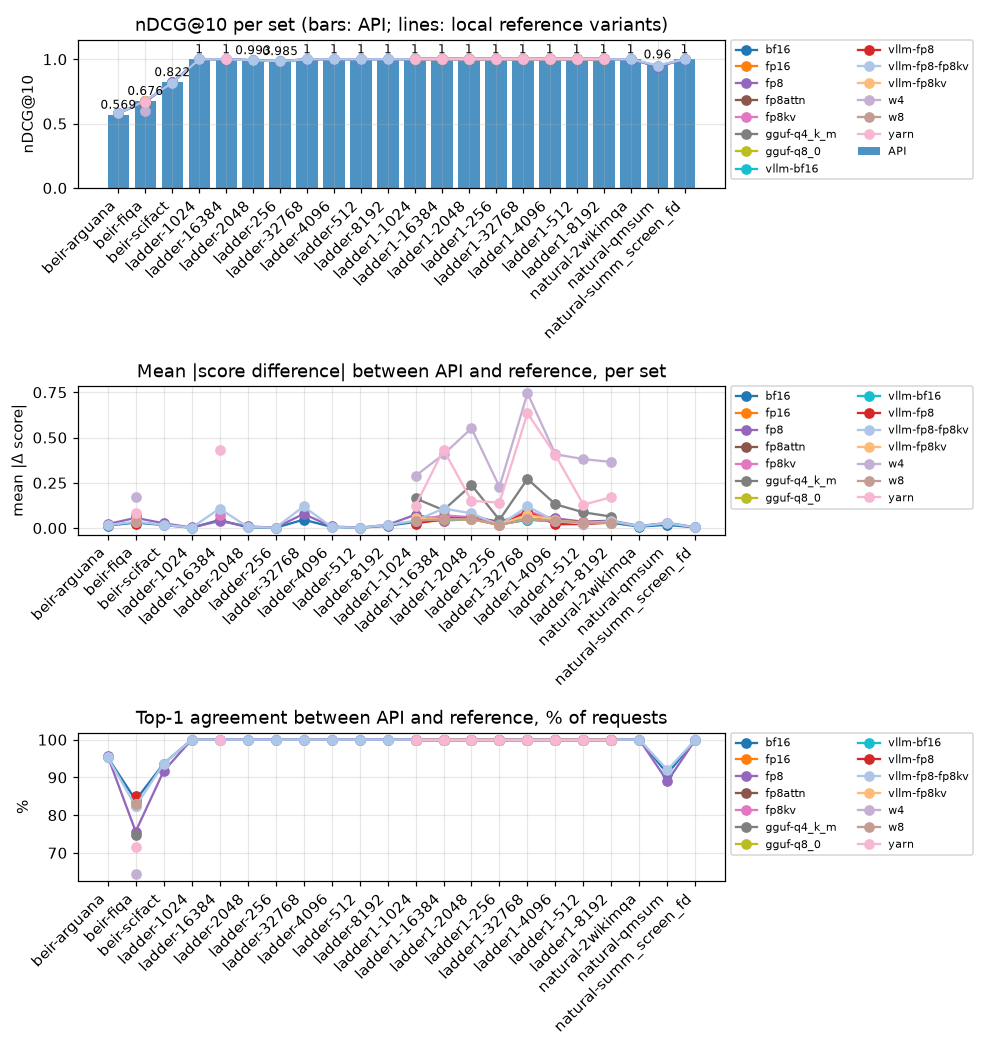 nDCG@10 per set (bars: API; lines: local reference variants)
nDCG@10
1.0
0.5
0.0
0.569
0.676
0.822
1
1
0.993
0.985
1
1
1
1
1
1
1
1
1
1
1
1
1
0.96
1
beir-arguana
beir-fiqa
beir-scifact
ladder-1024
ladder-16384
ladder-2048
ladder-256
ladder-32768
ladder-4096
ladder-512
ladder-8192
ladder1-1024
ladder1-16384
ladder1-2048
ladder1-256
ladder1-32768
ladder1-4096
ladder1-512
ladder1-8192
natural-2wikimqa
natural-qmsum
natural-summ_screen_fd
bf16
fp16
fp8
fp8attn
fp8kv
gguf-q4_k_m
gguf-q8_0
vllm-bf16
vllm-fp8
vllm-fp8-fp8kv
vllm-fp8kv
w4
w8
yarn
API
Mean |score difference| between API and reference, per set
mean |Δ score|
0.75
0.50
0.25
0.00
beir-arguana
beir-fiqa
beir-scifact
ladder-1024
ladder-16384
ladder-2048
ladder-256
ladder-32768
ladder-4096
ladder-512
ladder-8192
ladder1-1024
ladder1-16384
ladder1-2048
ladder1-256
ladder1-32768
ladder1-4096
ladder1-512
ladder1-8192
natural-2wikimqa
natural-qmsum
natural-summ_screen_fd
bf16
fp16
fp8
fp8attn
fp8kv
gguf-q4_k_m
gguf-q8_0
vllm-bf16
vllm-fp8
vllm-fp8-fp8kv
vllm-fp8kv
w4
w8
yarn
Top-1 agreement between API and reference, % of requests
%
100
90
80
70
beir-arguana
beir-fiqa
beir-scifact
ladder-1024
ladder-16384
ladder-2048
ladder-256
ladder-32768
ladder-4096
ladder-512
ladder-8192
ladder1-1024
ladder1-16384
ladder1-2048
ladder1-256
ladder1-32768
ladder1-4096
ladder1-512
ladder1-8192
natural-2wikimqa
natural-qmsum
natural-summ_screen_fd
bf16
fp16
fp8
fp8attn
fp8kv
gguf-q4_k_m
gguf-q8_0
vllm-bf16
vllm-fp8
vllm-fp8-fp8kv
vllm-fp8kv
w4
w8
yarn